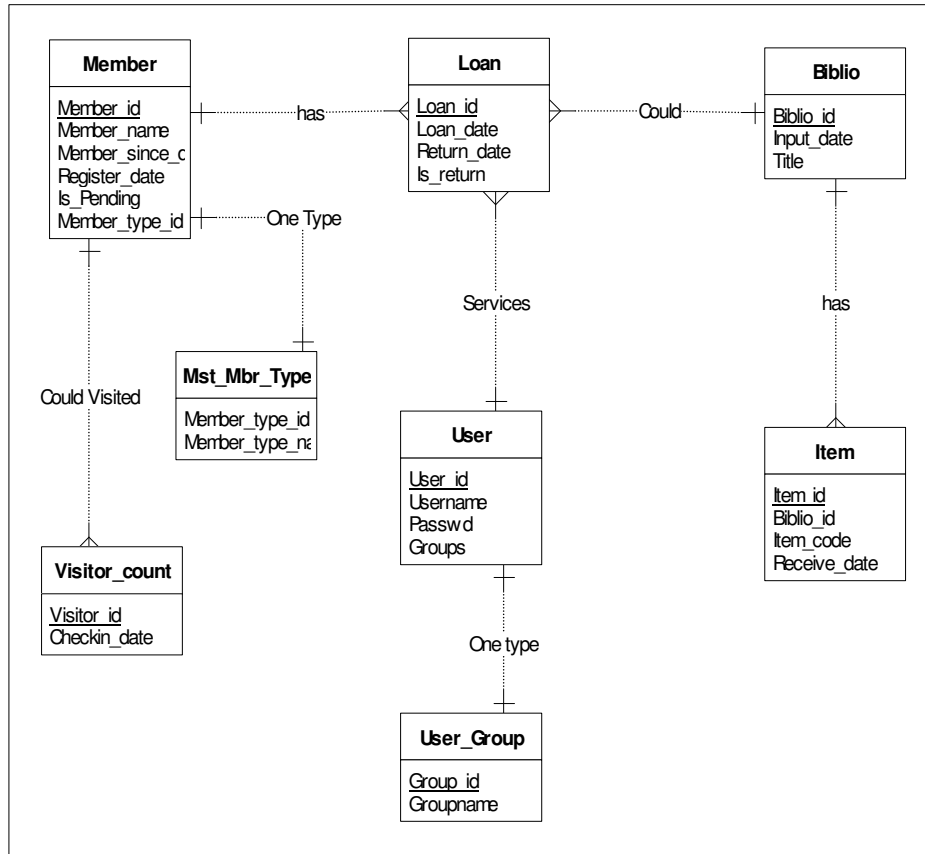 Member
Member_id
Member_name
Member_since_c
Register_date
Is_Pending
Member_type_id
has
Loan
Loan_id
Loan_date
Return_date
Is_return
Could
Biblio
Biblio_id
Input_date
Title
One Type
Services
has
Could Visited
Mst_Mbr_Type
Member_type_id
Member_type_na
User
User_id
Username
Passwd
Groups
Item
Item_id
Biblio_id
Item_code
Receive_date
Visitor_count
Visitor_id
Checkin_date
One type
User_Group
Group_id
Groupname